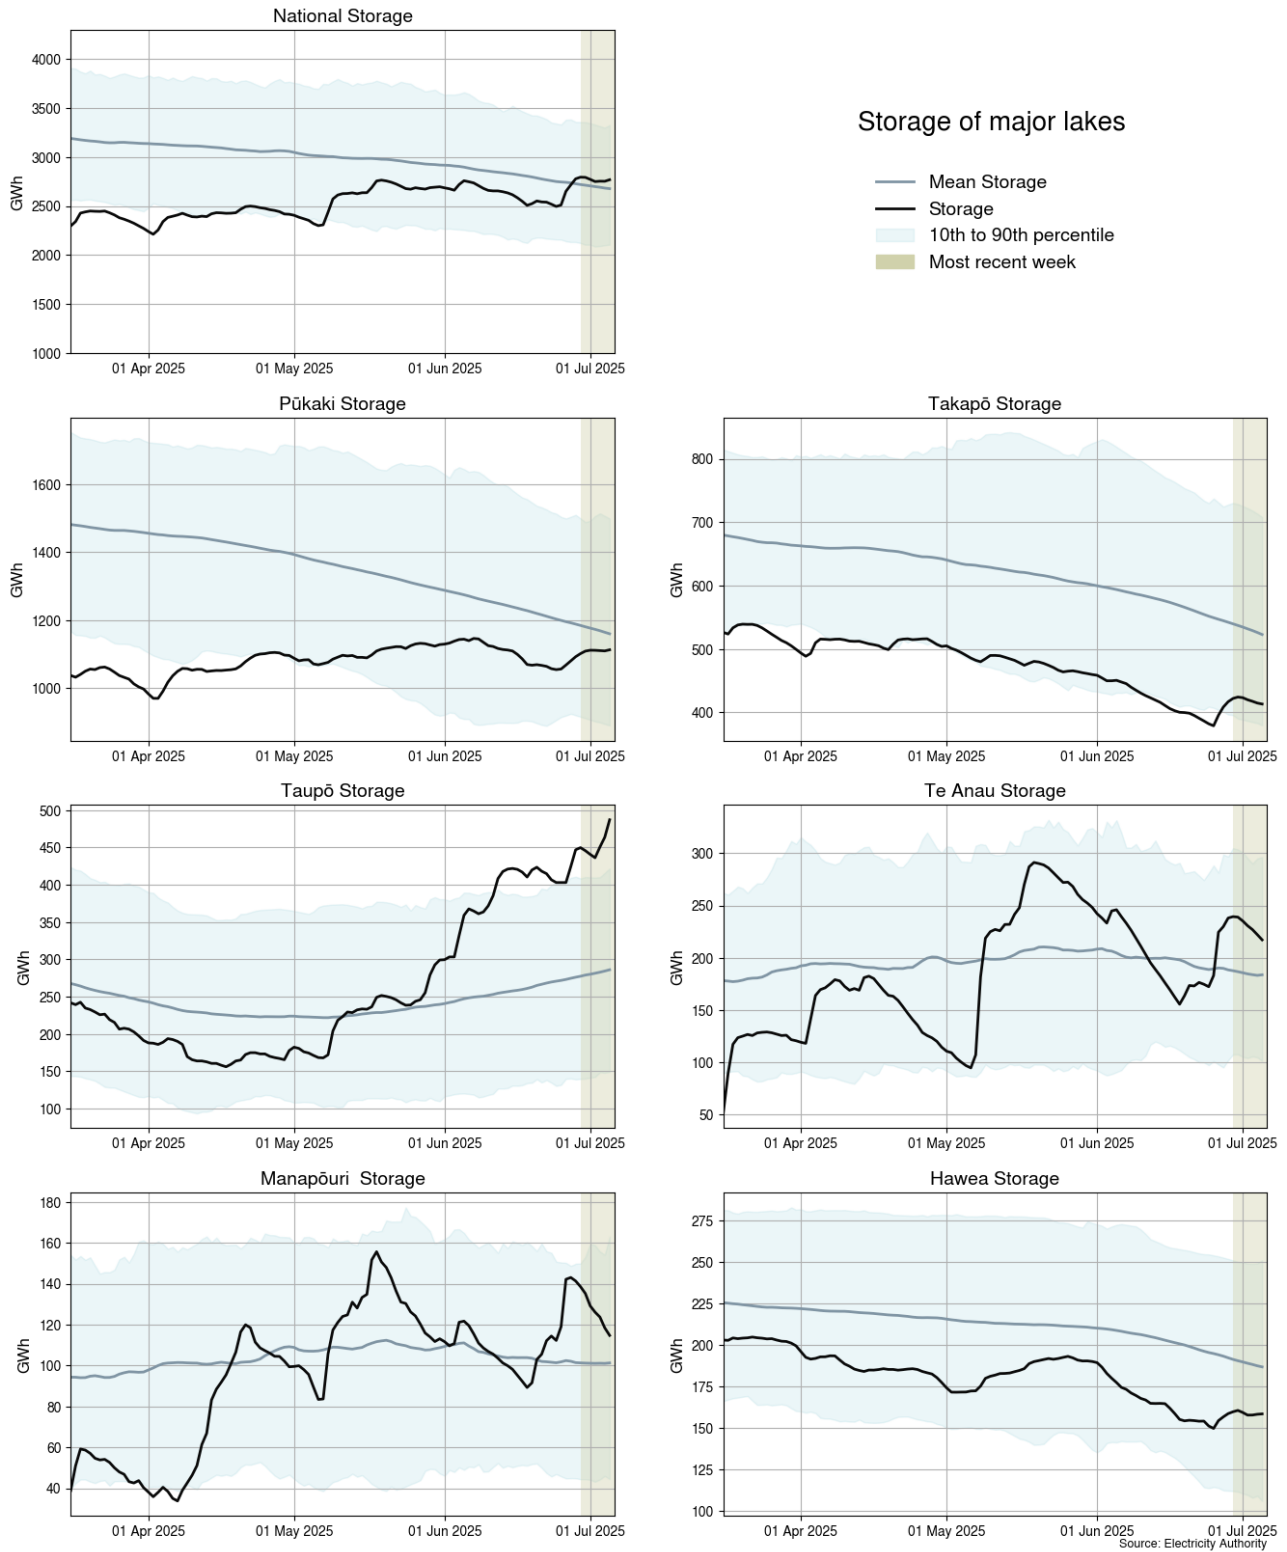 National Storage
4000
3500
3000
2500
2000
1500
1000
GWh
01 Apr 2025
01 May 2025
01 Jun 2025
01 Jul 2025
Storage of major lakes
Mean Storage
Storage
10th to 90th percentile
Most recent week
Pūkaki Storage
1600
1400
1200
1000
GWh
01 Apr 2025
01 May 2025
01 Jun 2025
01 Jul 2025
Takapō Storage
800
700
600
500
400
GWh
01 Apr 2025
01 May 2025
01 Jun 2025
01 Jul 2025
Taupō Storage
500
450
400
350
300
250
200
150
100
GWh
01 Apr 2025
01 May 2025
01 Jun 2025
01 Jul 2025
Te Anau Storage
300
250
200
150
100
50
GWh
01 Apr 2025
01 May 2025
01 Jun 2025
01 Jul 2025
Manapōuri  Storage
180
160
140
120
100
80
60
40
GWh
01 Apr 2025
01 May 2025
01 Jun 2025
01 Jul 2025
Hawea Storage
275
250
225
200
175
150
125
100
GWh
01 Apr 2025
01 May 2025
01 Jun 2025
01 Jul 2025
Source: Electricity Authority